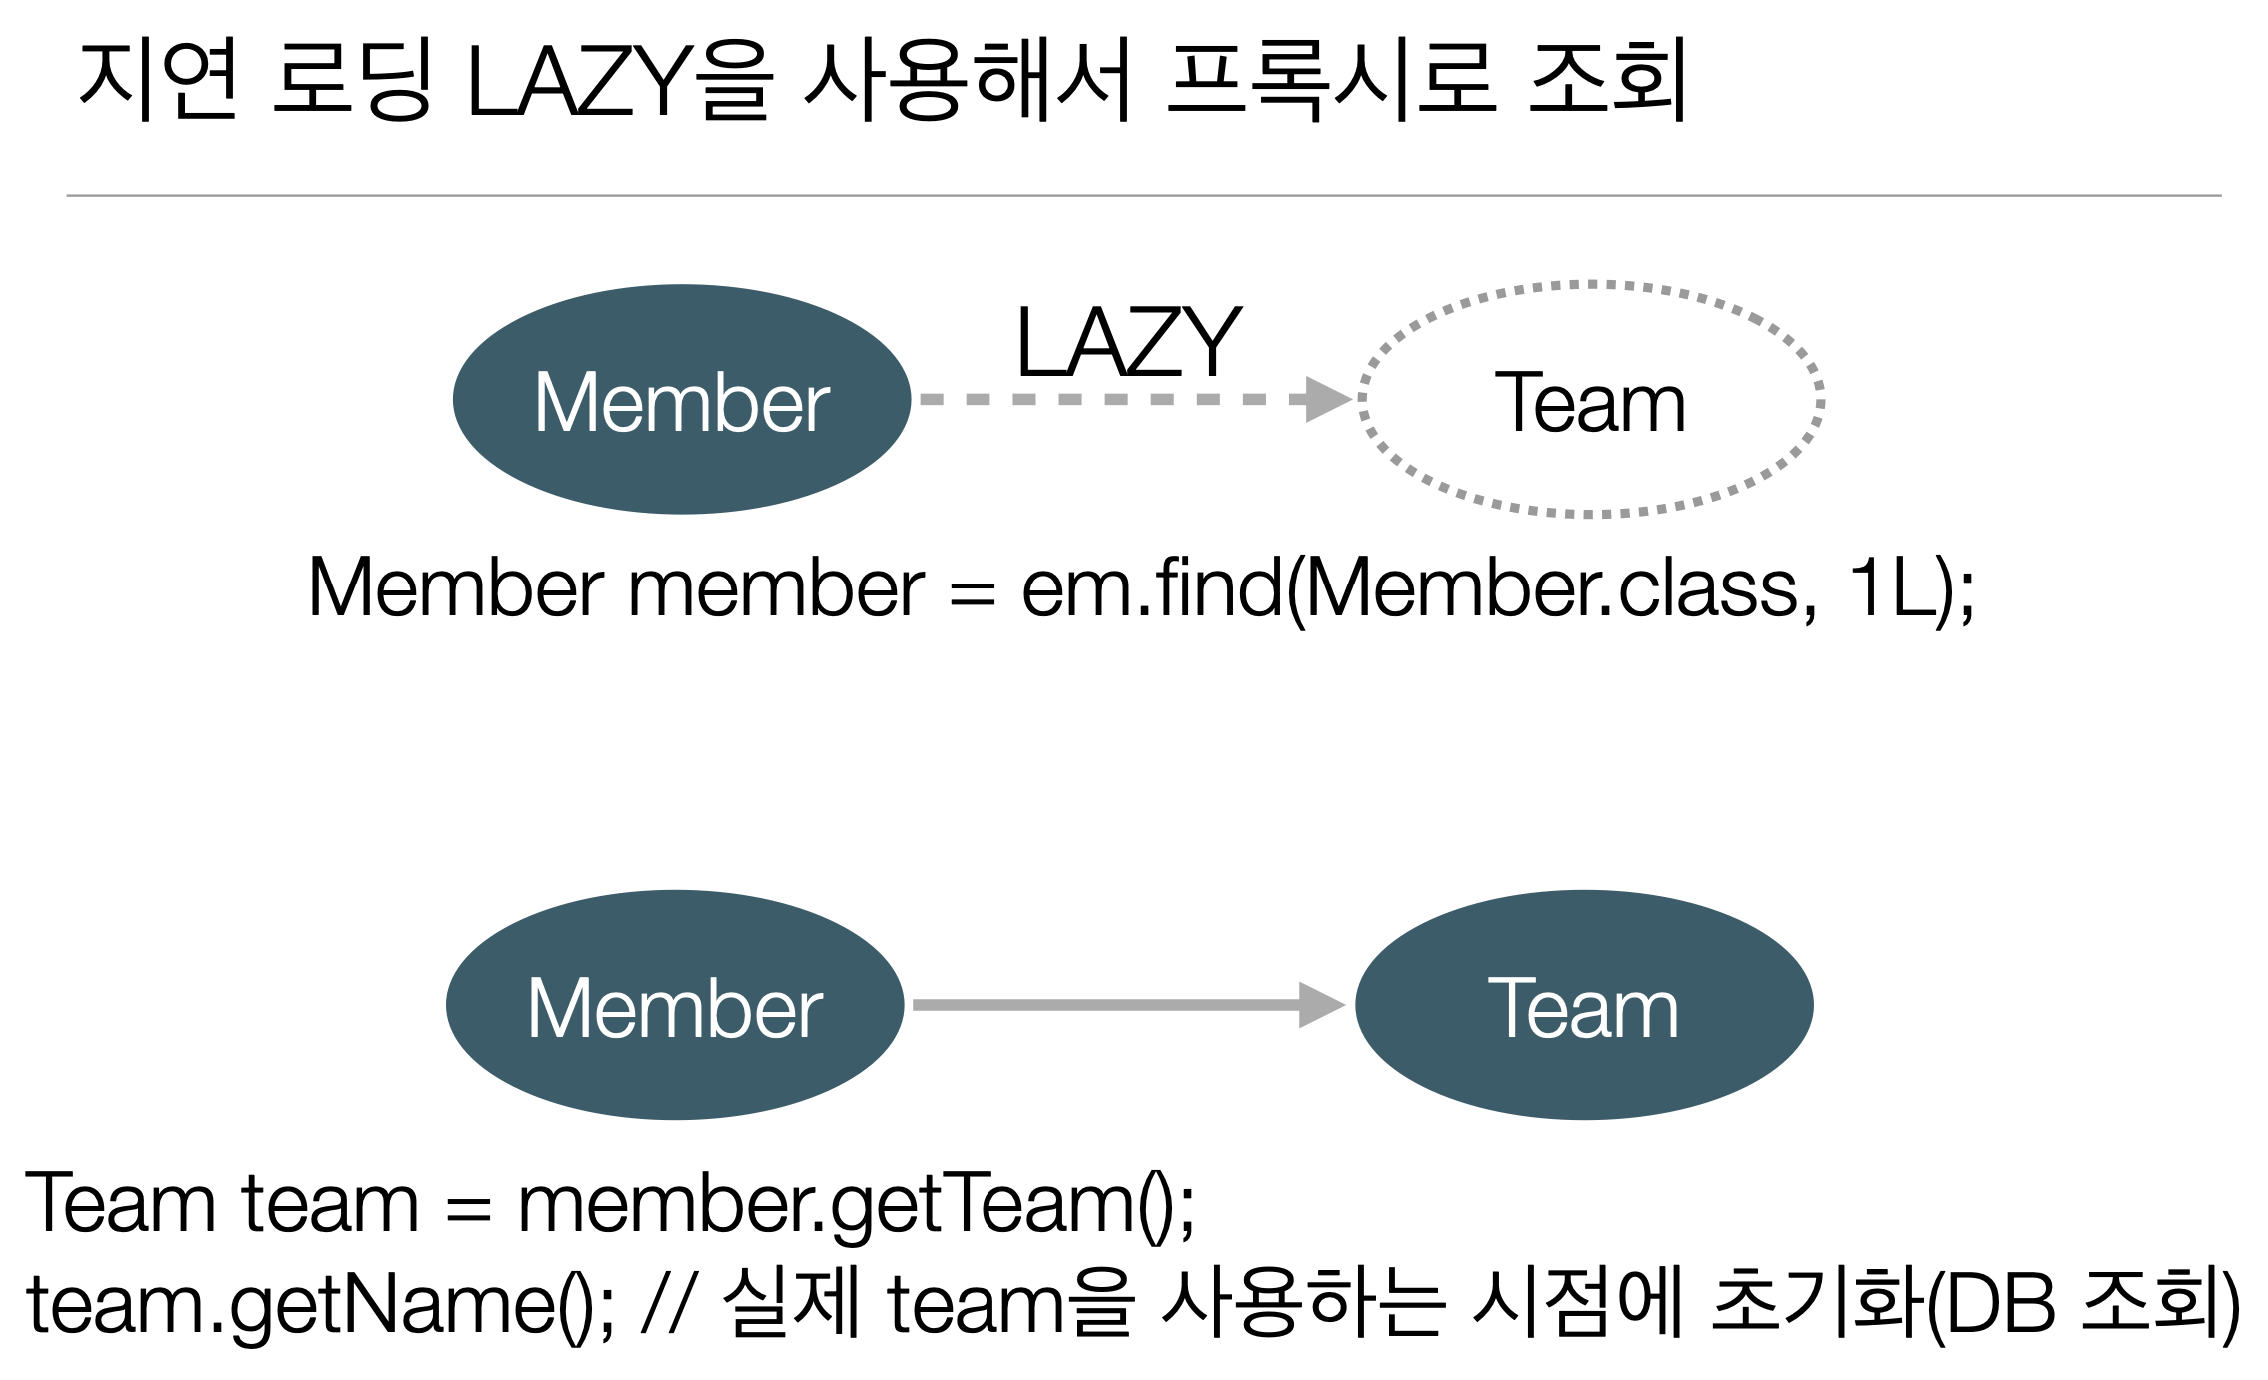 지연 로딩 LAZY을 사용해서 프록시로 조회
Member
LAZY
Team
Member member = em.find(Member.class, 1L);
Member
Team
Team team = member.getTeam();
team.getName(); // 실제 team을 사용하는 시점에 초기화(DB 조회)